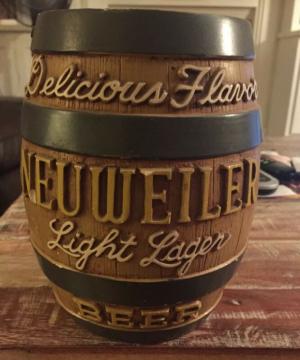 Delicious Flavor
NEUWEILER
Light Lager
BEER